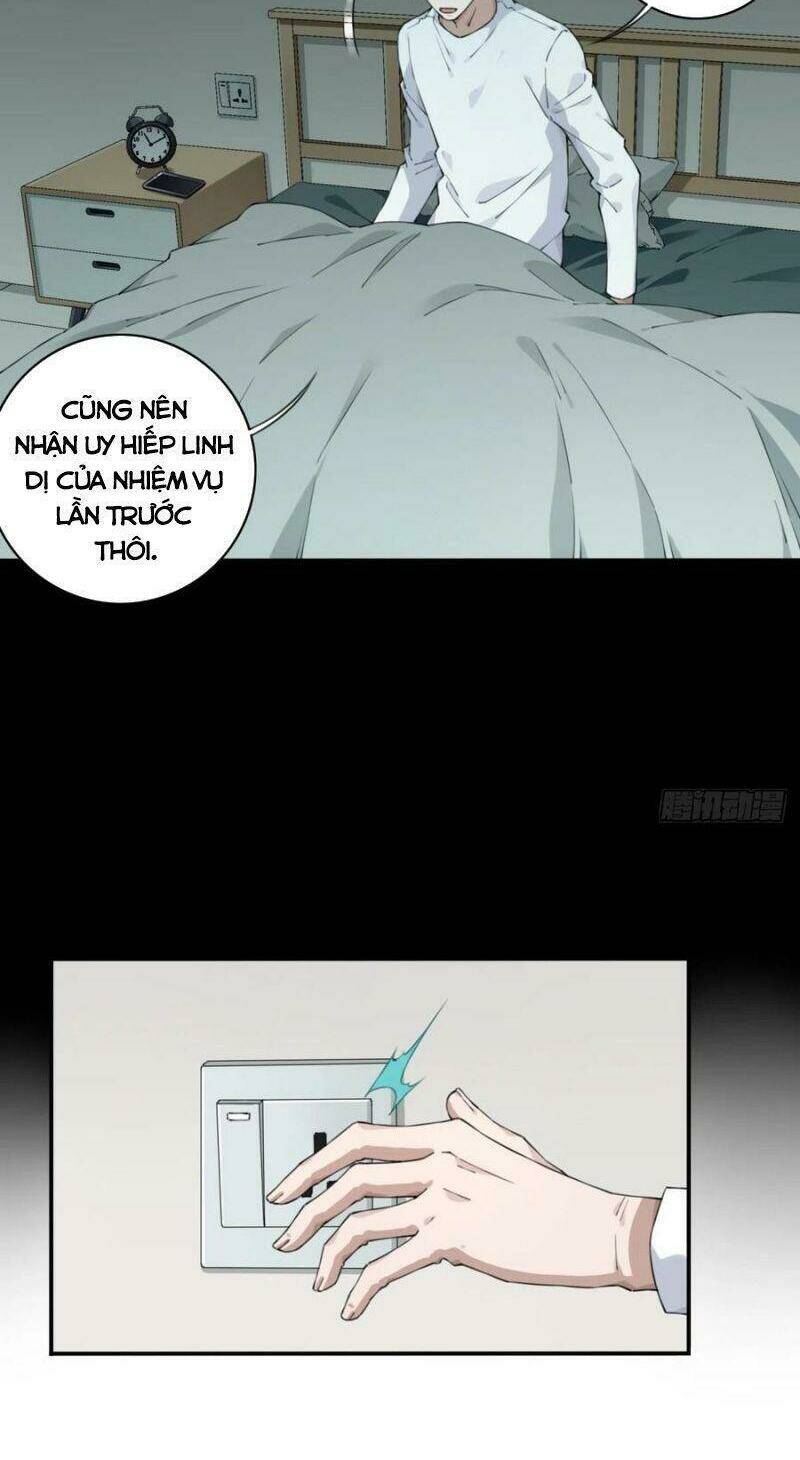 CŨNG NÊN
NHẬN UY HIẾP LINH
DỊ CỦA NHIỆM VỤ
LẦN TRƯỚC
THÔI.
腾讯动漫